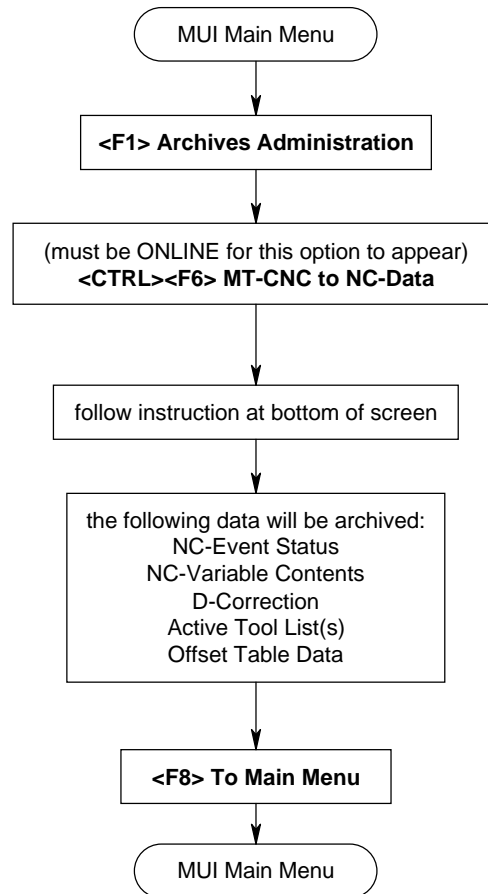 MUI Main Menu
<F1> Archives Administration
(must be ONLINE for this option to appear)
<CTRL><F6> MT-CNC to NC-Data
follow instruction at bottom of screen
the following data will be archived:
NC-Event Status
NC-Variable Contents
D-Correction
Active Tool List(s)
Offset Table Data
<F8> To Main Menu
MUI Main Menu